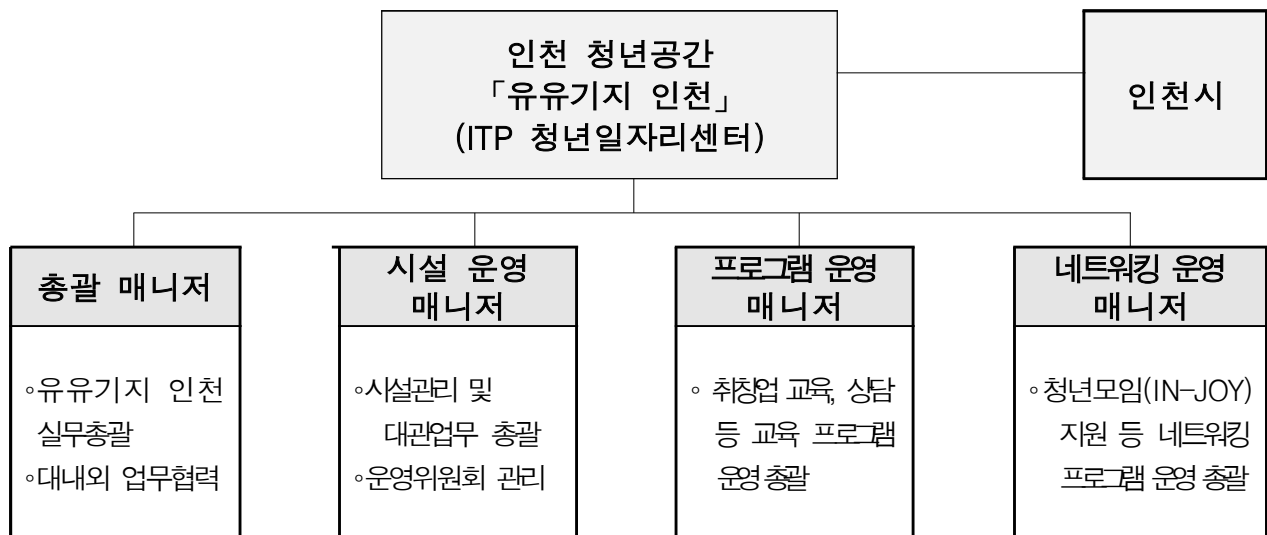 인천 청년공간
「유유기지 인천」
(ITP 청년일자리센터)
인천시
총괄 매니저
◦유유기지 인천
실무총괄
◦대내외 업무협력
시설 운영
매니저
◦시설관리 및
대관업무 총괄
◦운영위원회 관리
프로그램 운영
매니저
◦ 취창업 교육, 상담
등 교육 프로그램
운영 총괄
네트워킹 운영
매니저
◦청년모임(IN-JOY)
지원 등 네트워킹
프로그램 운영 총괄